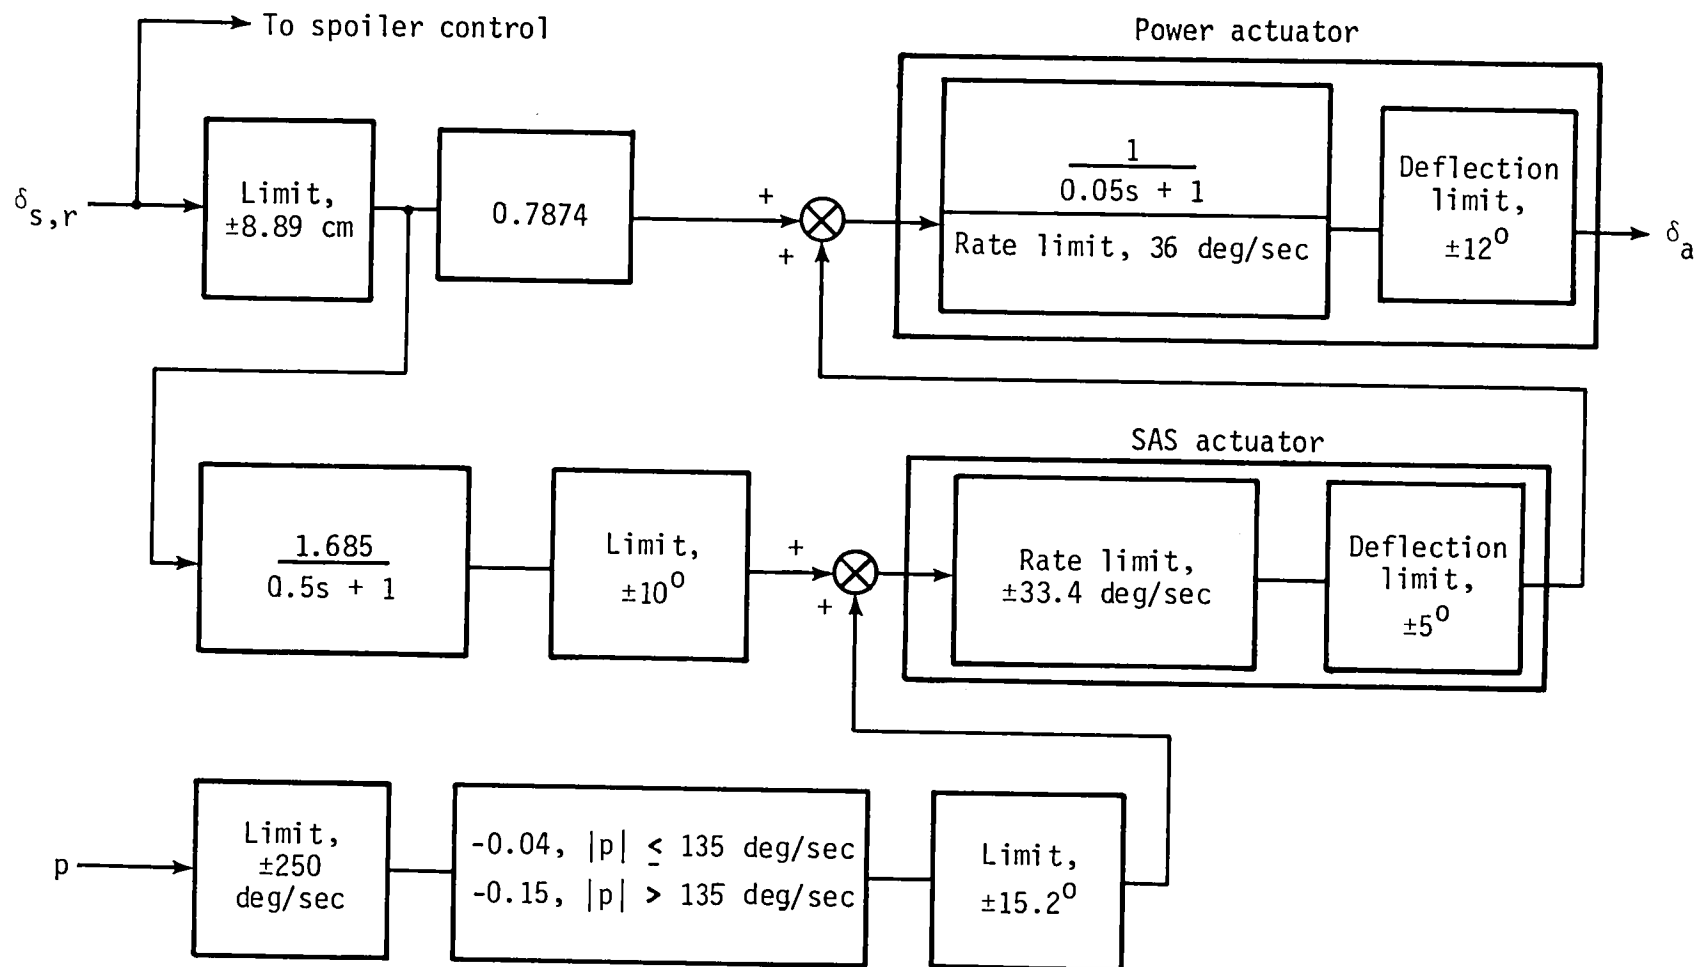 To spoiler control
Power actuator
δs,r
Limit,
±8.89 cm
0.7874
+
+
1
0.05s + 1
Rate limit, 36 deg/sec
Deflection
limit,
±12°
δa
SAS actuator
1.685
0.5s + 1
Limit,
±10°
+
+
Rate limit,
±33.4 deg/sec
Deflection
limit,
±5°
p
Limit,
±250
deg/sec
-0.04, |p| ≤ 135 deg/sec
-0.15, |p| > 135 deg/sec
Limit,
±15.2°